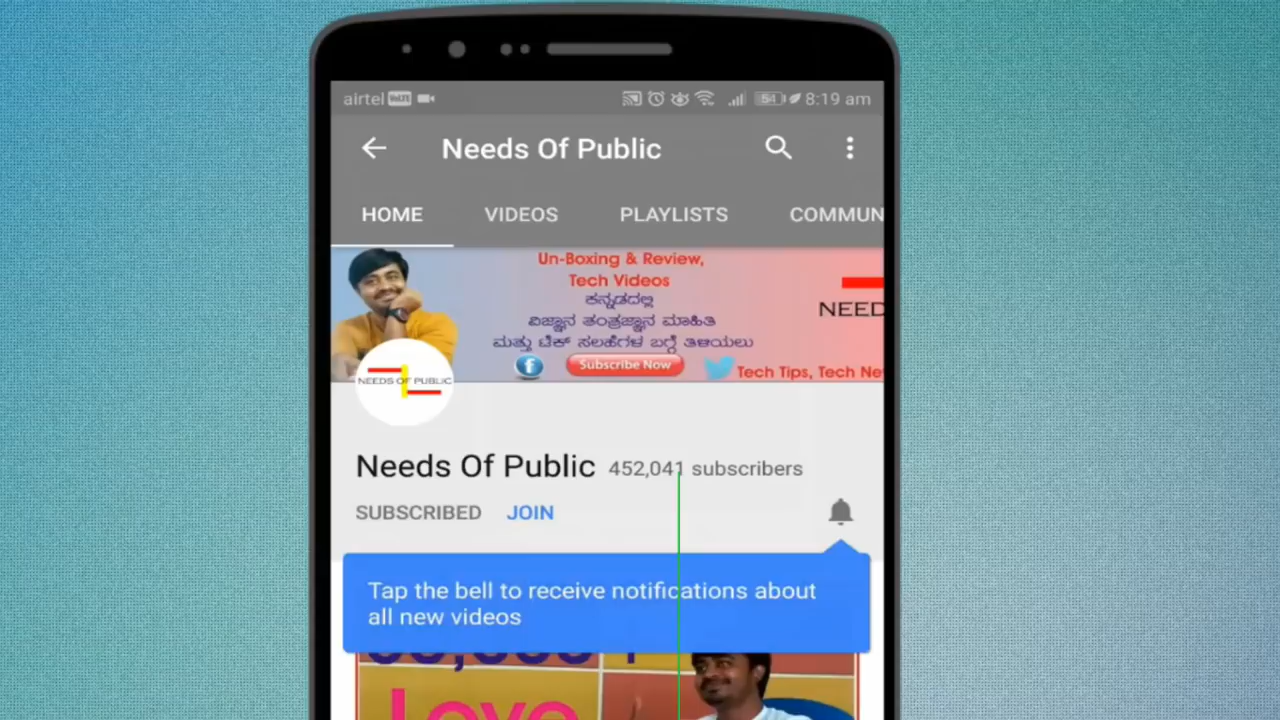 airtel VoLTE 54 8:19 am
Needs Of Public
HOME VIDEOS PLAYLISTS COMMUN
Un-Boxing & Review,
Tech Videos
ಕನ್ನಡದಲ್ಲಿ
ವಿಜ್ಞಾನ ತಂತ್ರಜ್ಞಾನ ಮಾಹಿತಿ
ಮತ್ತು ಟೆಕ್ ಸಲಹೆಗಳ ಬಗ್ಗೆ ತಿಳಿಯಲು
NEED
f Subscribe Now
Tech Tips, Tech Ne
NEEDS OF PUBLIC
Needs Of Public 452,041 subscribers
SUBSCRIBED JOIN
Tap the bell to receive notifications about
all new videos
Love